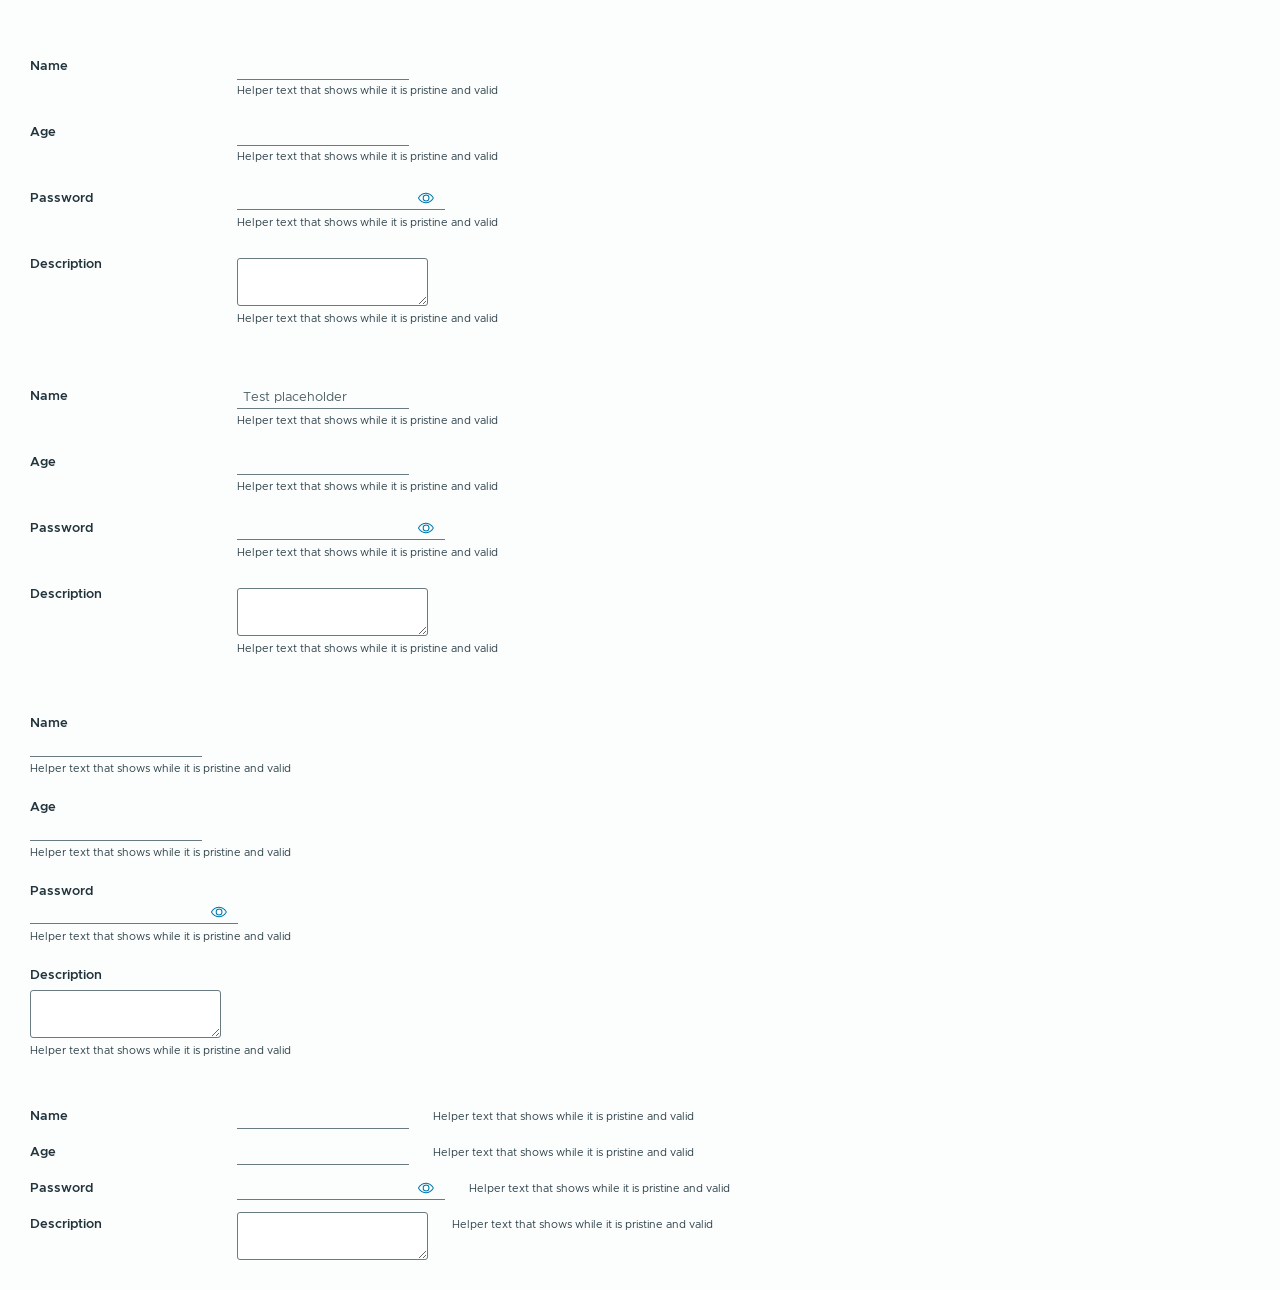 Name
Helper text that shows while it is pristine and valid
Age
Helper text that shows while it is pristine and valid
Password
Helper text that shows while it is pristine and valid
Description
Helper text that shows while it is pristine and valid
Name Test placeholder
Helper text that shows while it is pristine and valid
Age
Helper text that shows while it is pristine and valid
Password
Helper text that shows while it is pristine and valid
Description
Helper text that shows while it is pristine and valid
Name
Helper text that shows while it is pristine and valid
Age
Helper text that shows while it is pristine and valid
Password
Helper text that shows while it is pristine and valid
Description
Helper text that shows while it is pristine and valid
Name Helper text that shows while it is pristine and valid
Age Helper text that shows while it is pristine and valid
Password Helper text that shows while it is pristine and valid
Description Helper text that shows while it is pristine and valid